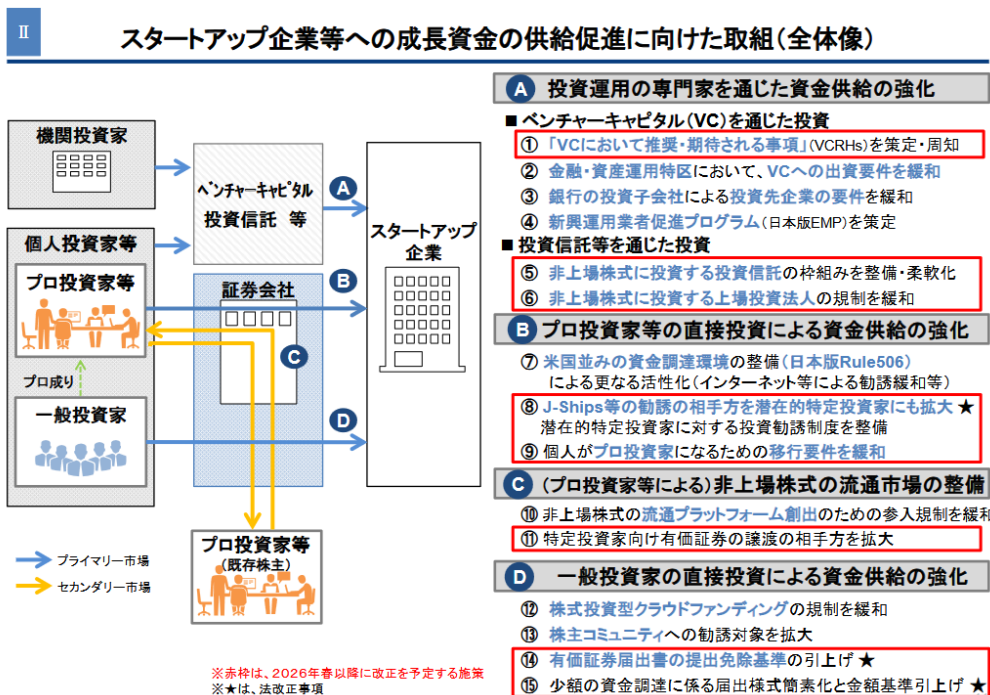 Ⅱ
スタートアップ企業等への成長資金の供給促進に向けた取組(全体像)
機関投資家
個人投資家等
プロ投資家等
プロ成り
一般投資家
ベンチャーキャピタル
投資信託 等
証券会社
A
B
C
D
スタートアップ
企業
プロ投資家等
(既存株主)
プライマリー市場
セカンダリー市場
※赤枠は、2026年春以降に改正を予定する施策
※★は、法改正事項
A 投資運用の専門家を通じた資金供給の強化
■ ベンチャーキャピタル(VC)を通じた投資
① 「VCにおいて推奨・期待される事項」(VCRHs)を策定・周知
② 金融・資産運用特区において、VCへの出資要件を緩和
③ 銀行の投資子会社による投資先企業の要件を緩和
④ 新興運用業者促進プログラム(日本版EMP)を策定
■ 投資信託等を通じた投資
⑤ 非上場株式に投資する投資信託の枠組みを整備・柔軟化
⑥ 非上場株式に投資する上場投資法人の規制を緩和
B プロ投資家等の直接投資による資金供給の強化
⑦ 米国並みの資金調達環境の整備(日本版Rule506)
による更なる活性化(インターネット等による勧誘緩和等)
⑧ J-Ships等の勧誘の相手方を潜在的特定投資家にも拡大 ★
潜在的特定投資家に対する投資勧誘制度を整備
⑨ 個人がプロ投資家になるための移行要件を緩和
C (プロ投資家等による)非上場株式の流通市場の整備
⑩ 非上場株式の流通プラットフォーム創出のための参入規制を緩和
⑪ 特定投資家向け有価証券の譲渡の相手方を拡大
D 一般投資家の直接投資による資金供給の強化
⑫ 株式投資型クラウドファンディングの規制を緩和
⑬ 株主コミュニティへの勧誘対象を拡大
⑭ 有価証券届出書の提出免除基準の引上げ ★
⑮ 少額の資金調達に係る届出様式簡素化と金額基準引上げ ★